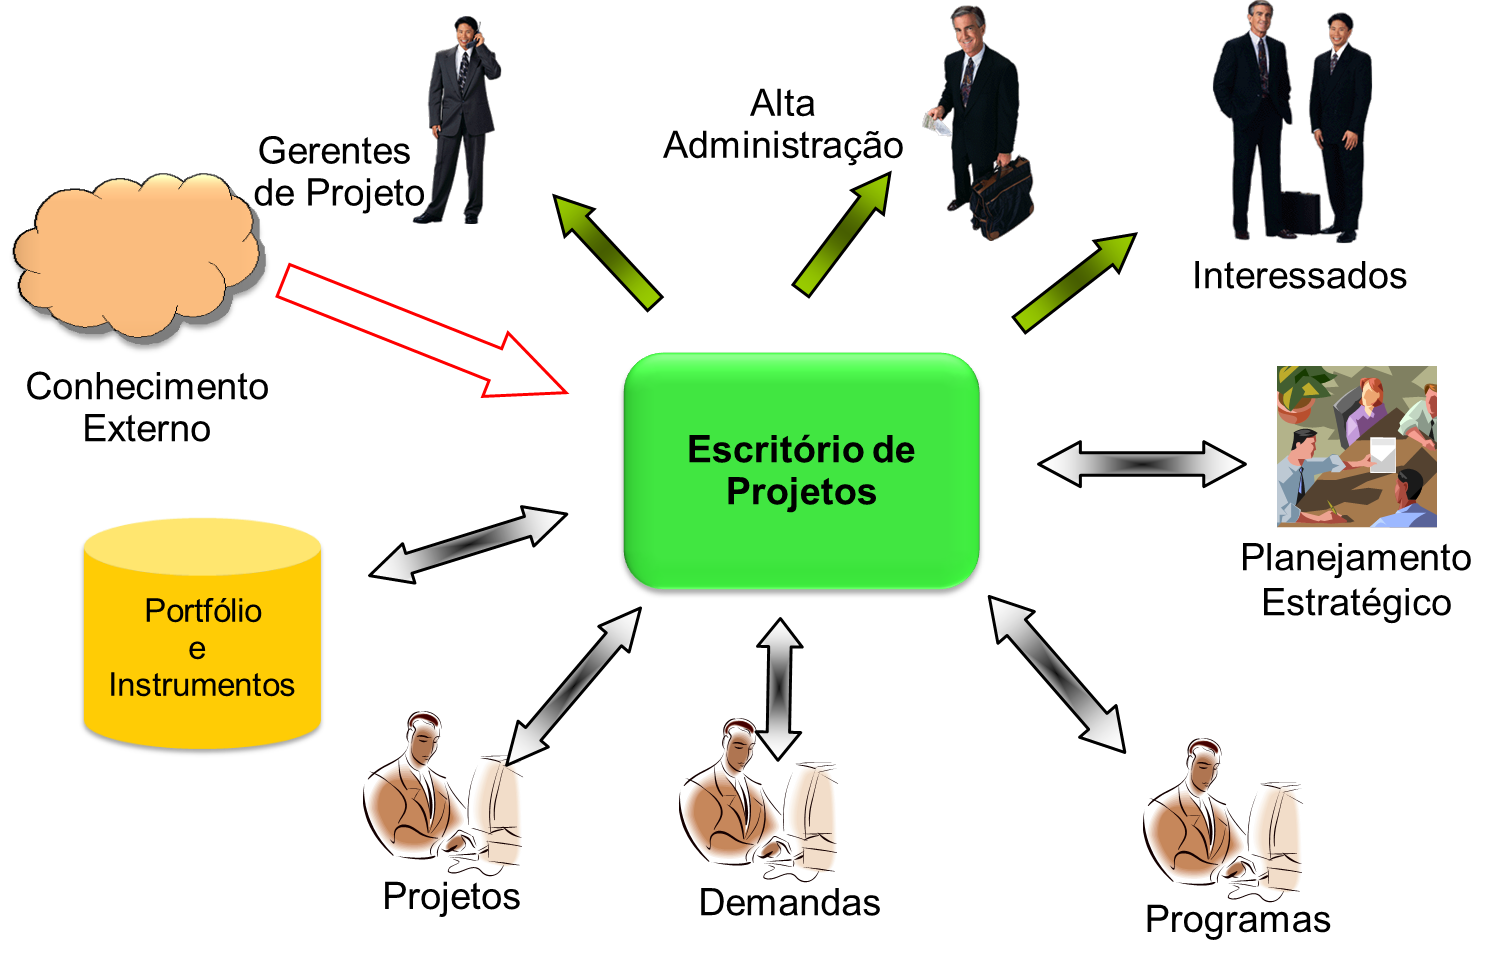 Alta
Administração
Gerentes
de Projeto
Interessados
Conhecimento
Externo
Escritório de
Projetos
Planejamento
Estratégico
Portfólio
e
Instrumentos
Projetos
Demandas
Programas